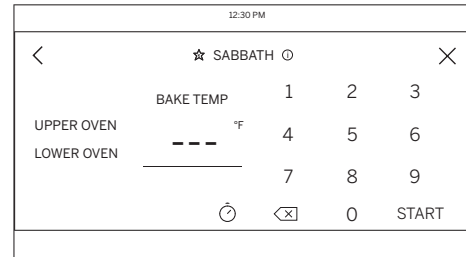 12:30 PM
SABBATH
BAKE TEMP
1 2 3
UPPER OVEN
LOWER OVEN
--- °F
4 5 6
7 8 9
0 START